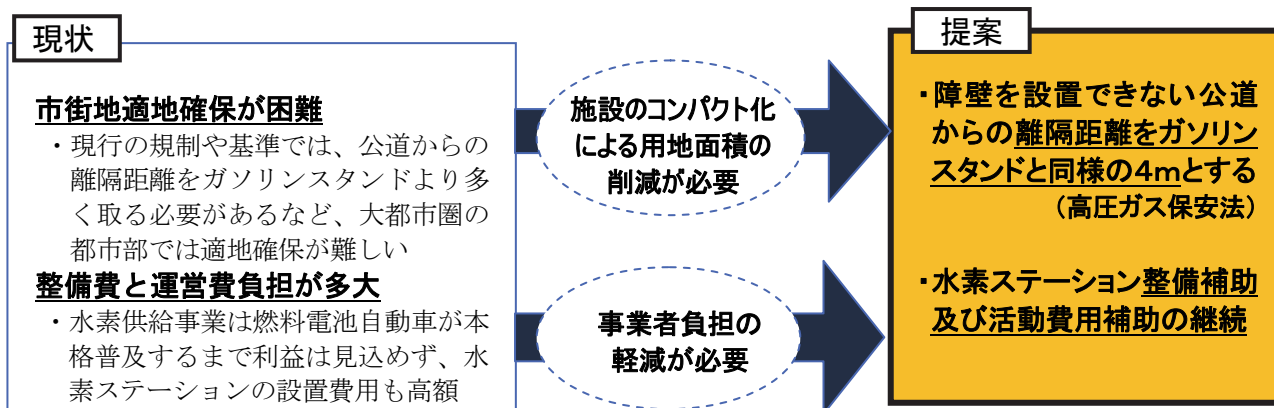 現状
市街地適地確保が困難
・現行の規制や基準では、公道からの
離隔距離をガソリンスタンドより多
く取る必要があるなど、大都市圏の
都市部では適地確保が難しい
整備費と運営費負担が多大
・水素供給事業は燃料電池自動車が本
格普及するまで利益は見込めず、水
素ステーションの設置費用も高額
施設のコンパクト化
による用地面積の
削減が必要
事業者負担の
軽減が必要
提案
・障壁を設置できない公道
からの離隔距離をガソリン
スタンドと同様の4mとする
（高圧ガス保安法）
・水素ステーション整備補助
及び活動費用補助の継続